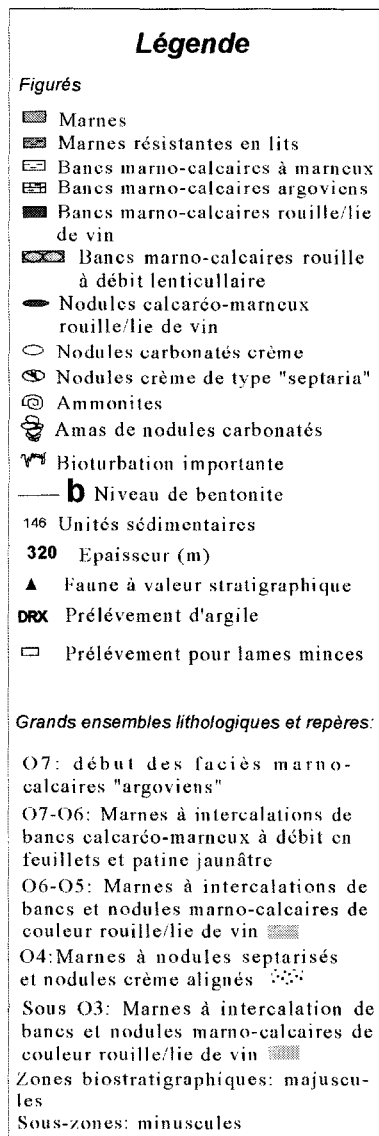 Légende
Figurés
Marnes
Marnes résistantes en lits
Bancs marno-calcaires à marneux
Bancs marno-calcaires argoviens
Bancs marno-calcaires rouille/lie
de vin
Bancs marno-calcaires rouille
à débit lenticullaire
Nodules calcaréo-marneux
rouille/lie de vin
Nodules carbonatés crème
Nodules crème de type "septaria"
Ammonites
Amas de nodules carbonatés
Bioturbation importante
b Niveau de bentonite
146 Unités sédimentaires
320 Epaisseur (m)
Faune à valeur stratigraphique
DRX Prélévement d'argile
Prélévement pour lames minces
Grands ensembles lithologiques et repères:
O7: début des faciès marno-
calcaires "argoviens"
O7-O6: Marnes à intercalations de
bancs calcaréo-marneux à débit en
feuillets et patine jaunâtre
O6-O5: Marnes à intercalations de
bancs et nodules marno-calcaires de
couleur rouille/lie de vin
O4:Marnes à nodules septarisés
et nodules crème alignés
Sous O3: Marnes à intercalation de
bancs et nodules marno-calcaires de
couleur rouille/lie de vin
Zones biostratigraphiques: majuscu-
les
Sous-zones: minuscules